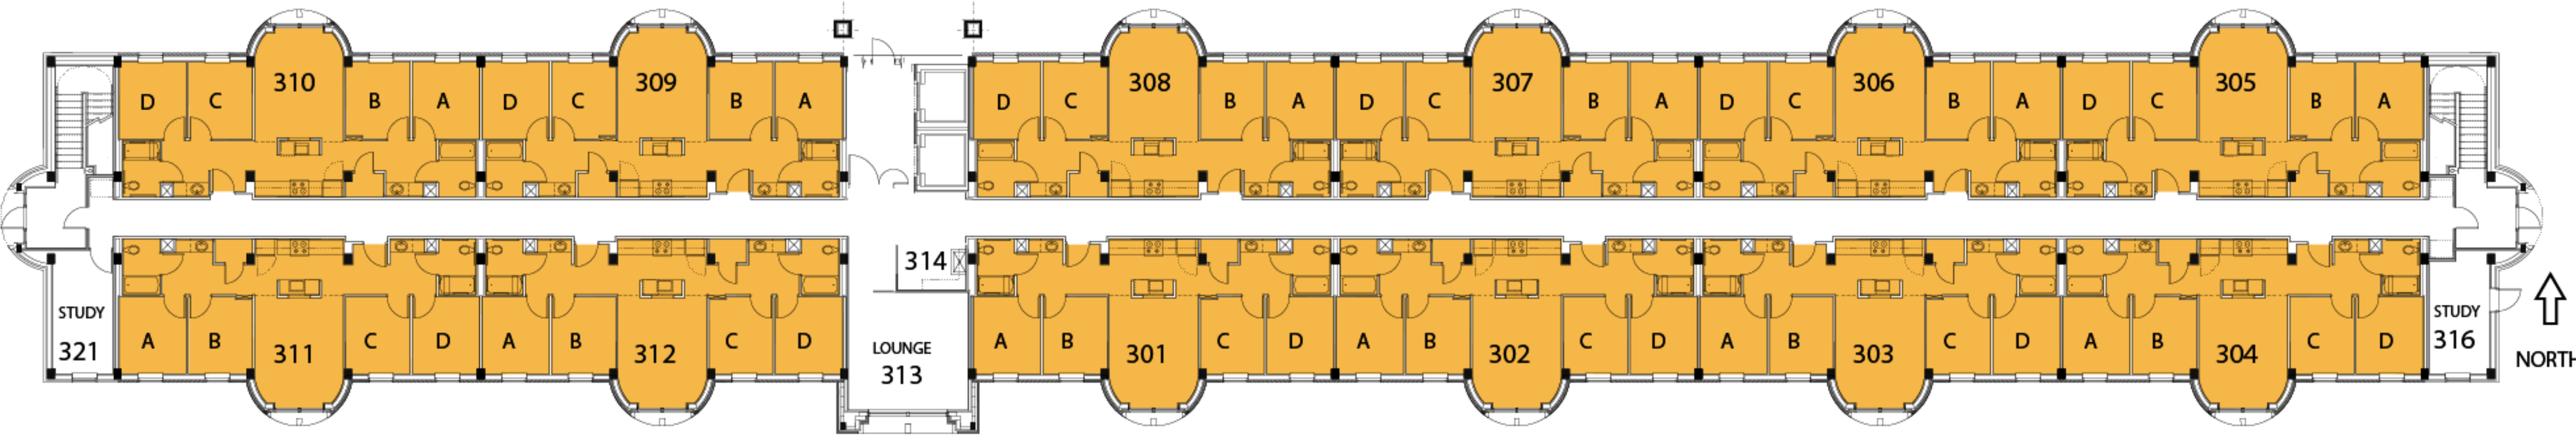 310 309 308 307 306 305
D C B A D C B A D C B A D C B A D C B A D C B A
314
STUDY STUDY
321 316
A B C D A B C D A B C D A B C D A B C D A B C D
LOUNGE
313
311 312 301 302 303 304
NORTH